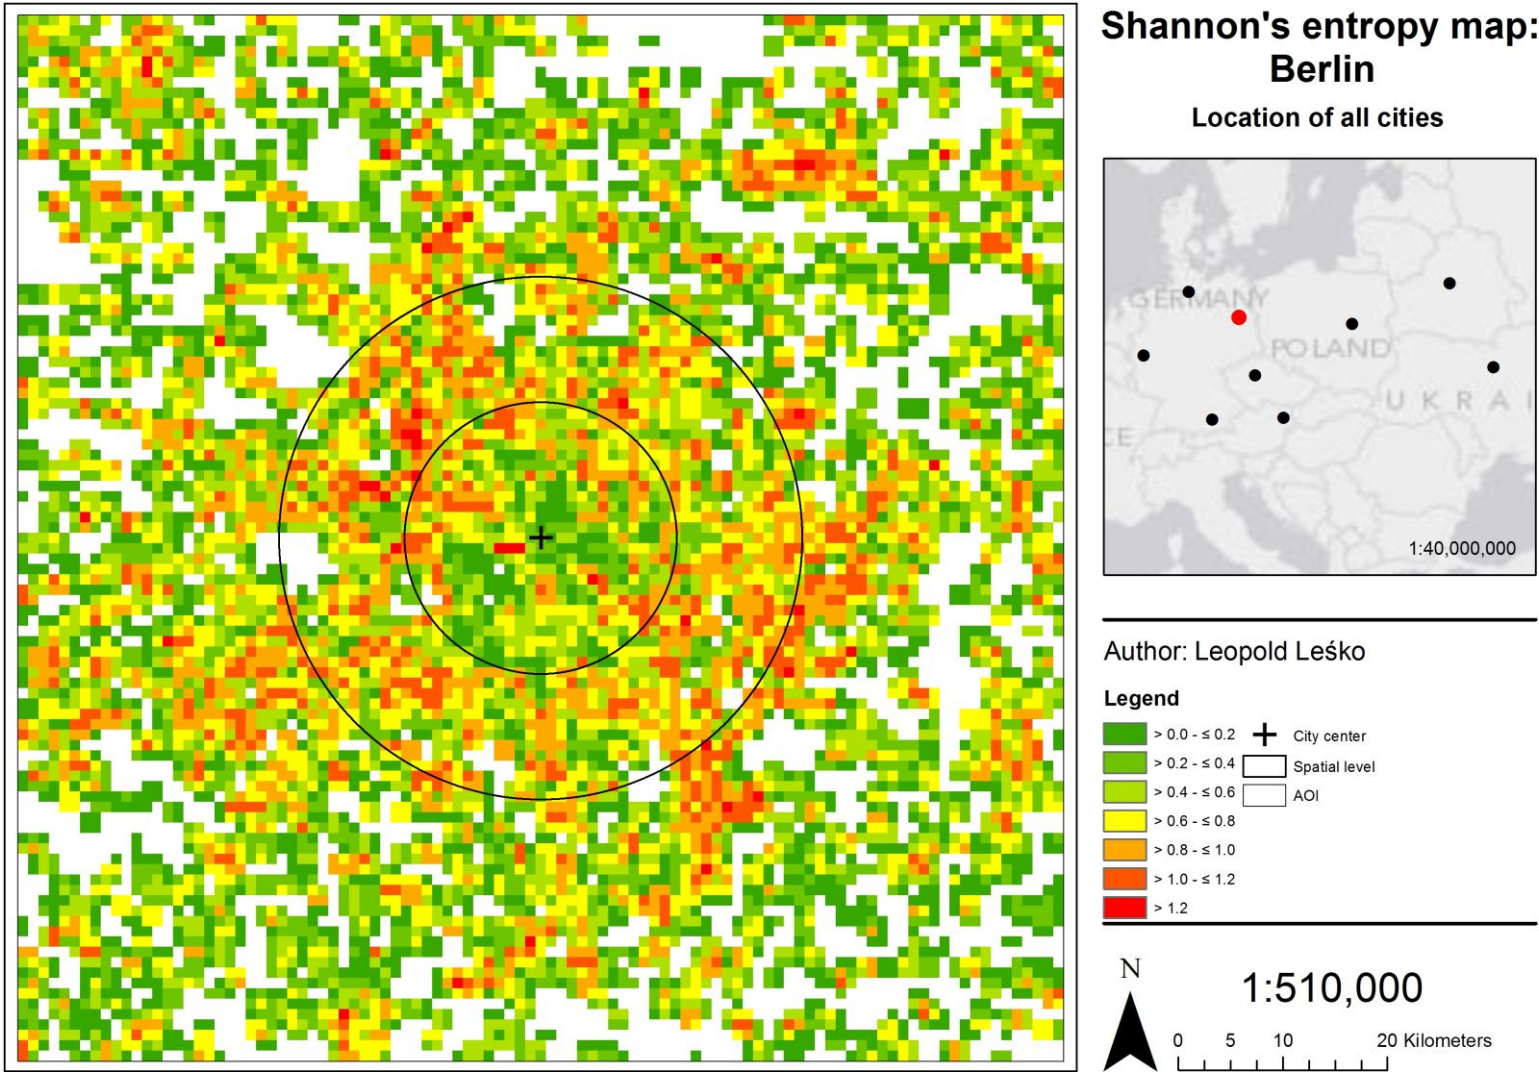 Shannon's entropy map:
Berlin
Location of all cities
GERMANY
POLAND
U K R A I
CE
1:40,000,000
Author: Leopold Leśko
Legend
> 0.0 - ≤ 0.2
City center
> 0.2 - ≤ 0.4
Spatial level
> 0.4 - ≤ 0.6
AOI
> 0.6 - ≤ 0.8
> 0.8 - ≤ 1.0
> 1.0 - ≤ 1.2
> 1.2
N
1:510,000
0 5 10 20 Kilometers